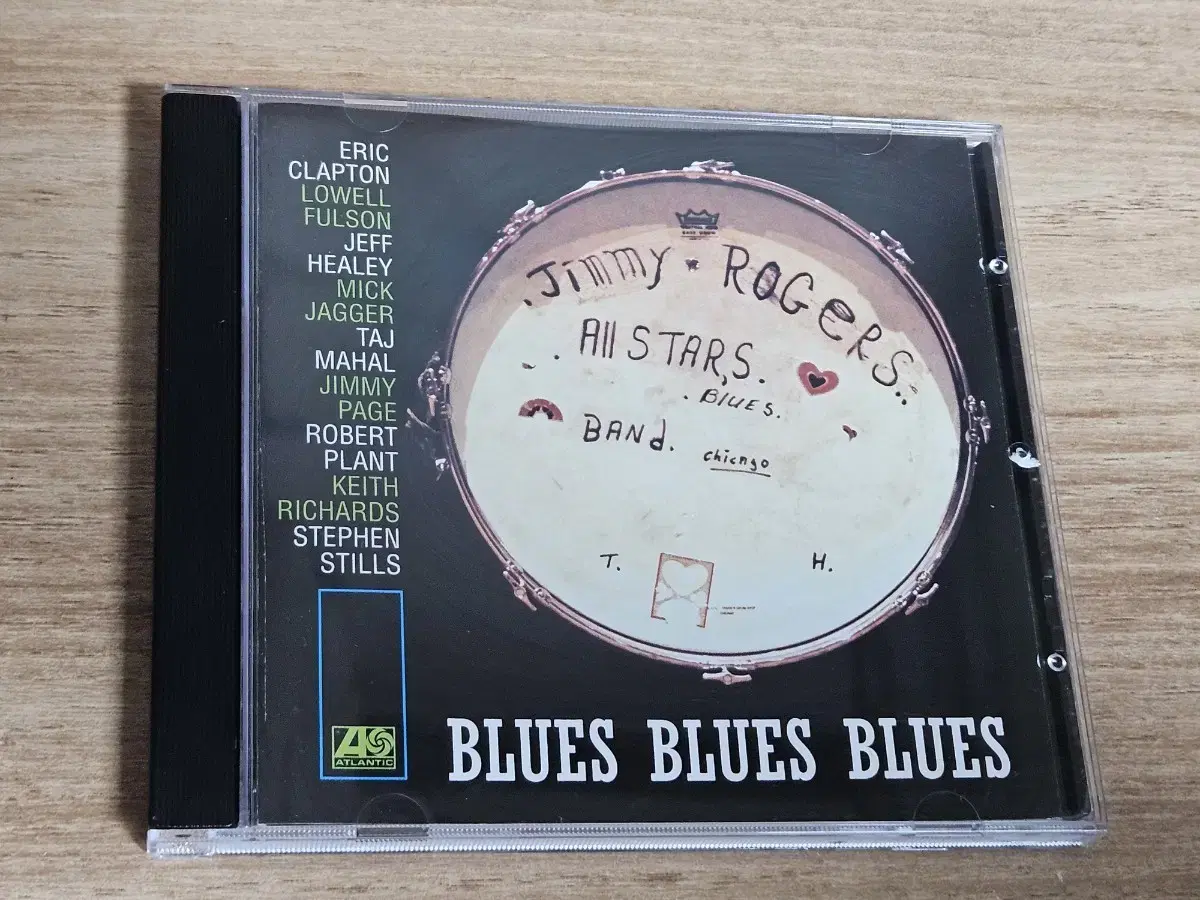 ERIC
CLAPTON
LOWELL
FULSON
JEFF
HEALEY
MICK
JAGGER
TAJ
MAHAL
JIMMY
PAGE
ROBERT
PLANT
KEITH
RICHARDS
STEPHEN
STILLS
ATLANTIC
.Jimmy ROGeRS..
. All STARS.
. BlUES.
BANd. chicago
T. H.
BLUES BLUES BLUES